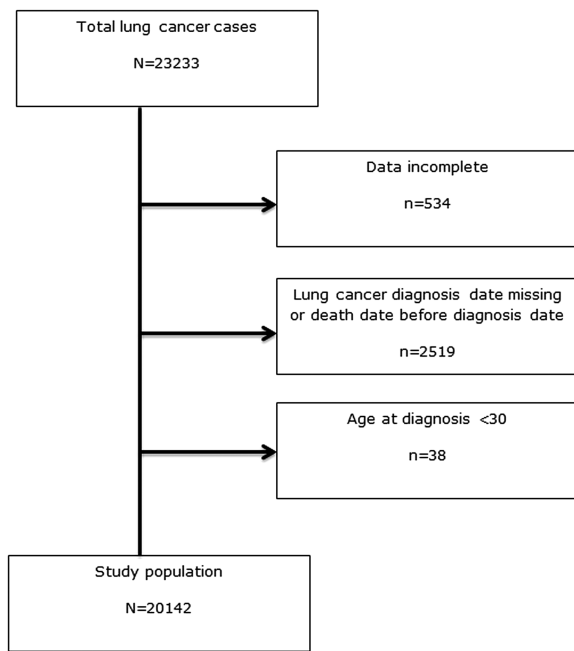 Total lung cancer cases
N=23233
Data incomplete
n=534
Lung cancer diagnosis date missing
or death date before diagnosis date
n=2519
Age at diagnosis <30
n=38
Study population
N=20142